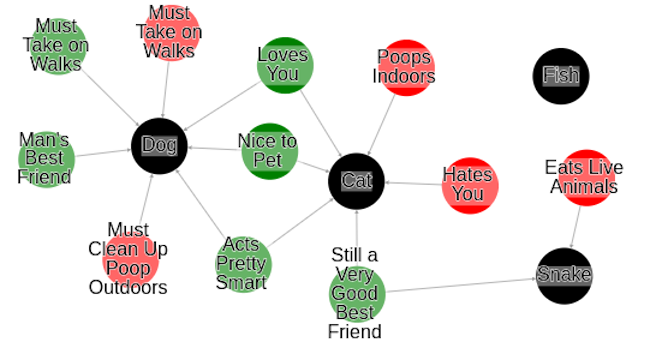 Must
Take on
Walks
Must
Take on
Walks
Loves
You
Poops
Indoors
Fish
Man's
Best
Friend
Dog
Nice to
Pet
Cat
Hates
You
Eats Live
Animals
Must
Clean Up
Poop
Outdoors
Acts
Pretty
Smart
Still a
Very
Good
Best
Friend
Snake